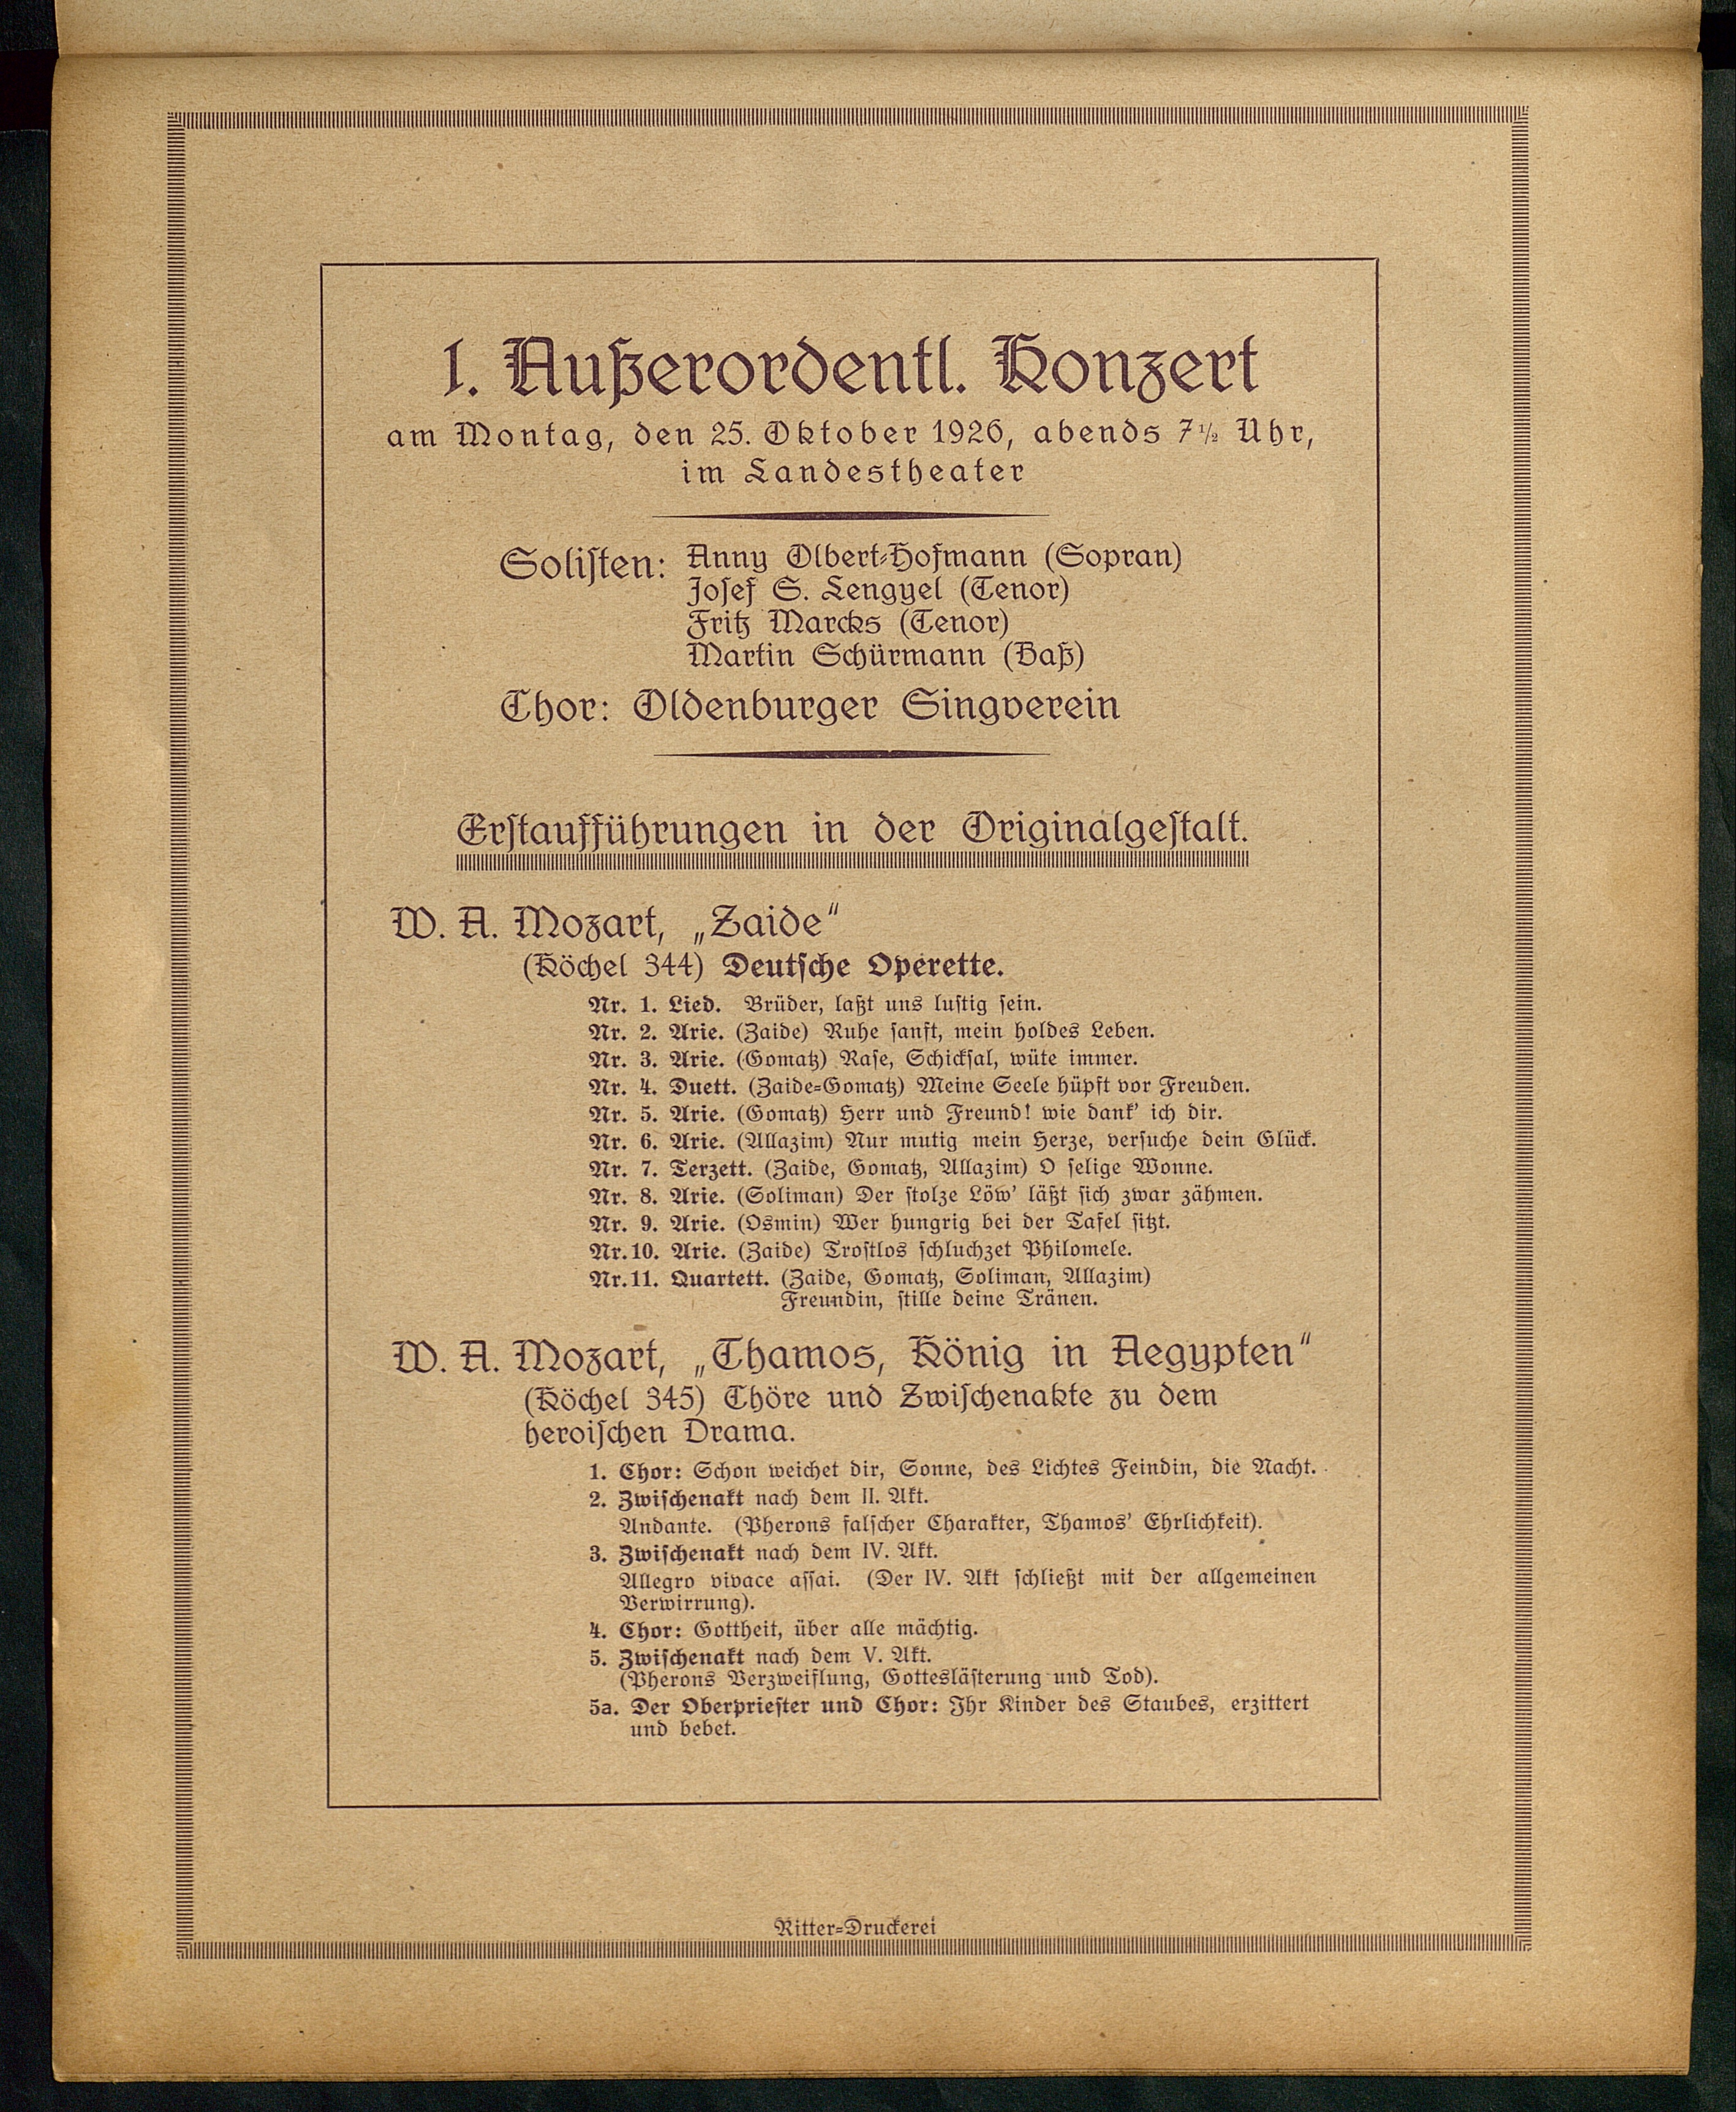 1. Außerordentl. Konzert
am Montag, den 25. Oktober 1926, abends 7½ Uhr,
im Landestheater
Solisten: Anny Olbert-Hofmann (Sopran)
Josef S. Lengyel (Tenor)
Fritz Marcks (Tenor)
Martin Schürmann (Baß)
Chor: Oldenburger Singverein
Erstaufführungen in der Originalgestalt.
W. A. Mozart, „Zaide“
(Köchel 344) Deutsche Operette.
Nr. 1. Lied. Brüder, laßt uns lustig sein.
Nr. 2. Arie. (Zaide) Ruhe sanft, mein holdes Leben.
Nr. 3. Arie. (Gomatz) Rase, Schicksal, wüte immer.
Nr. 4. Duett. (Zaide-Gomatz) Meine Seele hüpft vor Freuden.
Nr. 5. Arie. (Gomatz) Herr und Freund! wie dank' ich dir.
Nr. 6. Arie. (Allazim) Nur mutig mein Herze, versuche dein Glück.
Nr. 7. Terzett. (Zaide, Gomatz, Allazim) O selige Wonne.
Nr. 8. Arie. (Soliman) Der stolze Löw' läßt sich zwar zähmen.
Nr. 9. Arie. (Osmin) Wer hungrig bei der Tafel sitzt.
Nr. 10. Arie. (Zaide) Trostlos schluchzet Philomele.
Nr. 11. Quartett. (Zaide, Gomatz, Soliman, Allazim)
Freundin, stille deine Tränen.
W. A. Mozart, „Thamos, König in Aegypten“
(Köchel 345) Chöre und Zwischenakte zu dem
heroischen Drama.
1. Chor: Schon weichet dir, Sonne, des Lichtes Feindin, die Nacht.
2. Zwischenakt nach dem II. Akt.
Andante. (Pherons falscher Charakter, Thamos' Ehrlichkeit).
3. Zwischenakt nach dem IV. Akt.
Allegro vivace assai. (Der IV. Akt schließt mit der allgemeinen
Verwirrung).
4. Chor: Gottheit, über alle mächtig.
5. Zwischenakt nach dem V. Akt.
(Pherons Verzweiflung, Gotteslästerung und Tod).
5a. Der Oberpriester und Chor: Ihr Kinder des Staubes, erzittert
und bebet.
Ritter-Druckerei